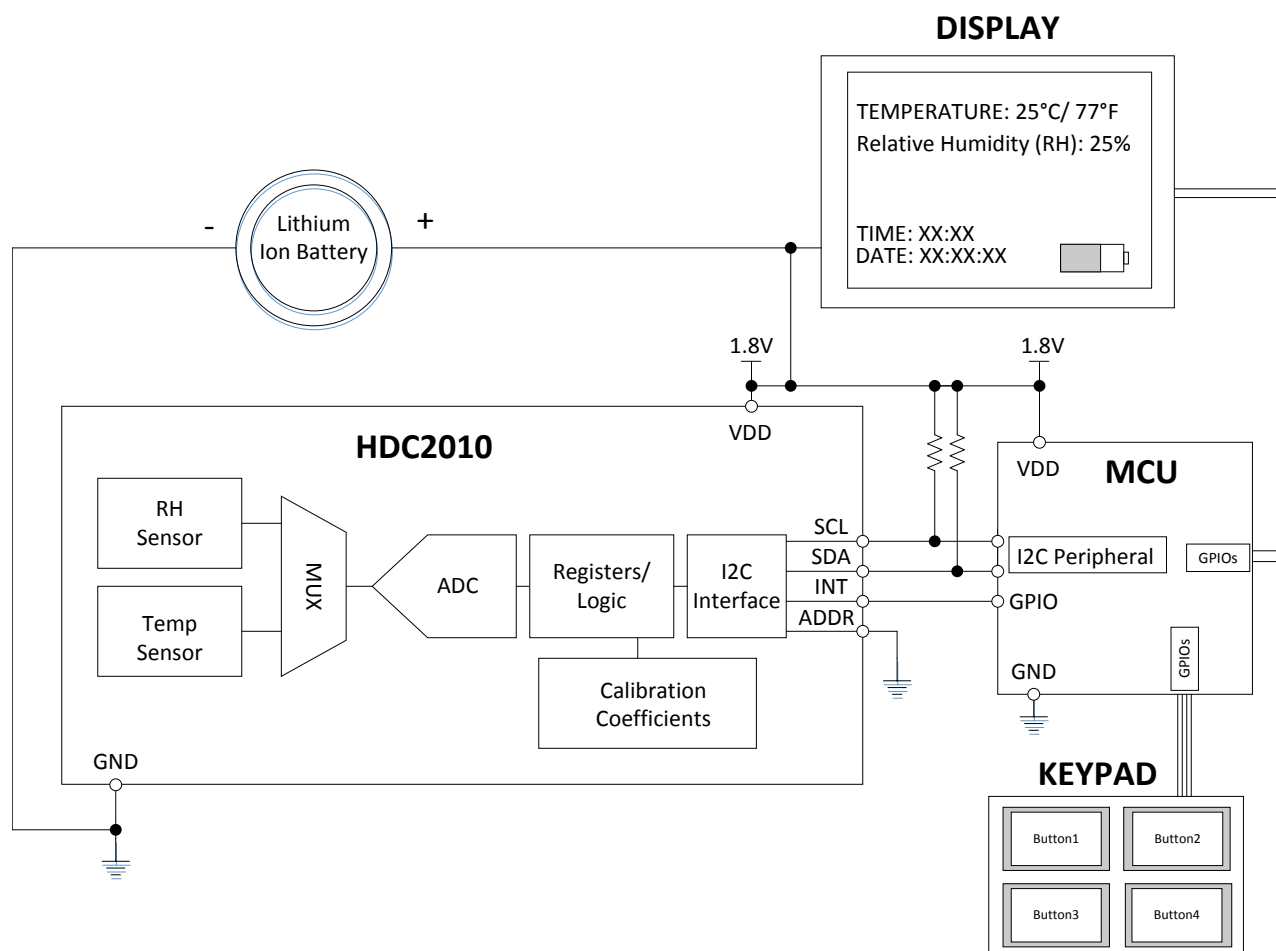 DISPLAY
TEMPERATURE: 25°C/ 77°F
Relative Humidity (RH): 25%
TIME: XX:XX
DATE: XX:XX:XX
-
Lithium
Ion Battery
+
1.8V
1.8V
VDD
HDC2010
RH
Sensor
Temp
Sensor
MUX
ADC
Registers/
Logic
I2C
Interface
Calibration
Coefficients
SCL
SDA
INT
ADDR
GND
VDD
MCU
I2C Peripheral
GPIOs
GPIO
GPIOs
GND
KEYPAD
Button1
Button2
Button3
Button4